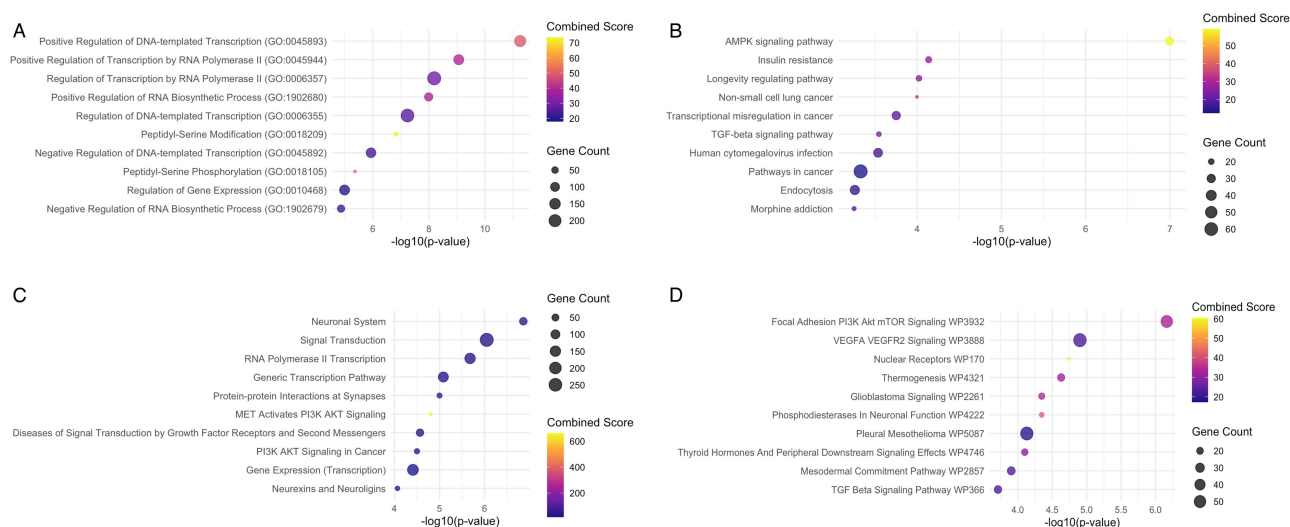 A
Positive Regulation of DNA-templated Transcription (GO:0045893)
Positive Regulation of Transcription by RNA Polymerase II (GO:0045944)
Regulation of Transcription by RNA Polymerase II (GO:0006357)
Positive Regulation of RNA Biosynthetic Process (GO:1902680)
Regulation of DNA-templated Transcription (GO:0006355)
Peptidyl-Serine Modification (GO:0018209)
Negative Regulation of DNA-templated Transcription (GO:0045892)
Peptidyl-Serine Phosphorylation (GO:0018105)
Regulation of Gene Expression (GO:0010468)
Negative Regulation of RNA Biosynthetic Process (GO:1902679)
6 8 10
-log10(p-value)
Combined Score
70
60
50
40
30
20
Gene Count
50
100
150
200
B
AMPK signaling pathway
Insulin resistance
Longevity regulating pathway
Non-small cell lung cancer
Transcriptional misregulation in cancer
TGF-beta signaling pathway
Human cytomegalovirus infection
Pathways in cancer
Endocytosis
Morphine addiction
4 5 6 7
-log10(p-value)
Combined Score
50
40
30
20
Gene Count
20
30
40
50
60
C
Neuronal System
Signal Transduction
RNA Polymerase II Transcription
Generic Transcription Pathway
Protein-protein Interactions at Synapses
MET Activates PI3K AKT Signaling
Diseases of Signal Transduction by Growth Factor Receptors and Second Messengers
PI3K AKT Signaling in Cancer
Gene Expression (Transcription)
Neurexins and Neuroligins
4 5 6
-log10(p-value)
Gene Count
50
100
150
200
250
Combined Score
600
400
200
D
Focal Adhesion PI3K Akt mTOR Signaling WP3932
VEGFA VEGFR2 Signaling WP3888
Nuclear Receptors WP170
Thermogenesis WP4321
Glioblastoma Signaling WP2261
Phosphodiesterases In Neuronal Function WP4222
Pleural Mesothelioma WP5087
Thyroid Hormones And Peripheral Downstream Signaling Effects WP4746
Mesodermal Commitment Pathway WP2857
TGF Beta Signaling Pathway WP366
4.0 4.5 5.0 5.5 6.0
-log10(p-value)
Combined Score
60
50
40
30
20
Gene Count
20
30
40
50